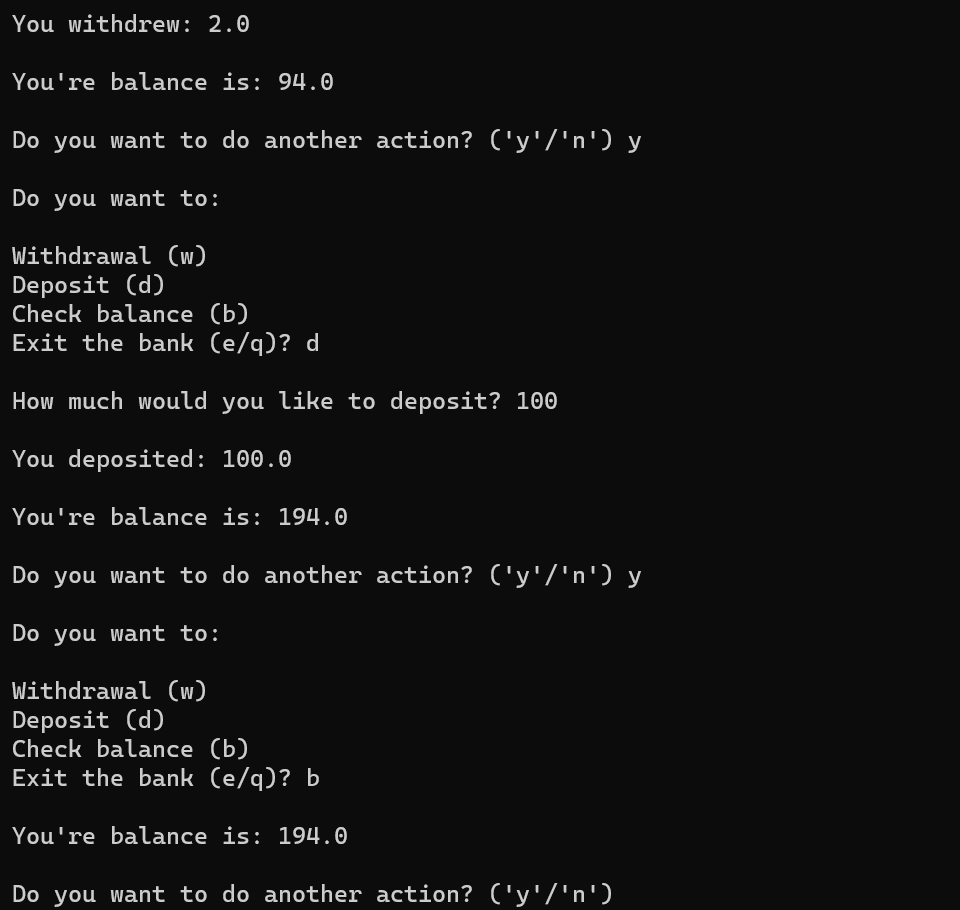 You withdrew: 2.0
You're balance is: 94.0
Do you want to do another action? ('y'/'n') y
Do you want to:
Withdrawal (w)
Deposit (d)
Check balance (b)
Exit the bank (e/q)? d
How much would you like to deposit? 100
You deposited: 100.0
You're balance is: 194.0
Do you want to do another action? ('y'/'n') y
Do you want to:
Withdrawal (w)
Deposit (d)
Check balance (b)
Exit the bank (e/q)? b
You're balance is: 194.0
Do you want to do another action? ('y'/'n')